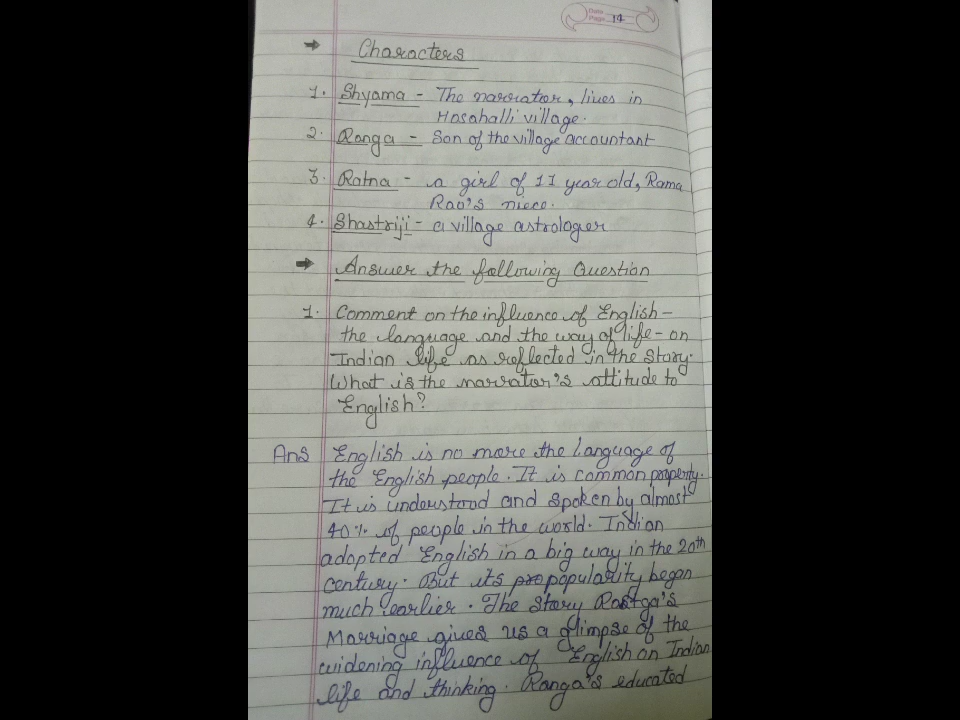 Date
Page 14
→ Characters
1. Shyama - The narrator, lives in
Hosahalli village.
2. Ranga - Son of the village accountant
3. Ratna - a girl of 11 year old, Rama
Rao's niece.
4. Shastriji - a village astrologer
→ Answer the following Question
1. Comment on the influence of English -
the language and the way of life - on
Indian life as reflected in the story.
What is the narrator's attitude to
English?
Ans English is no more the language of
the English people. It is common property.
It is understood and spoken by almost
40% of people in the world. Indian
adopted English in a big way in the 20th
century. But its propopularity began
much earlier. The story Ranga's
Marriage gives us a glimpse of the
widening influence of English on Indian
life and thinking. Ranga's educated